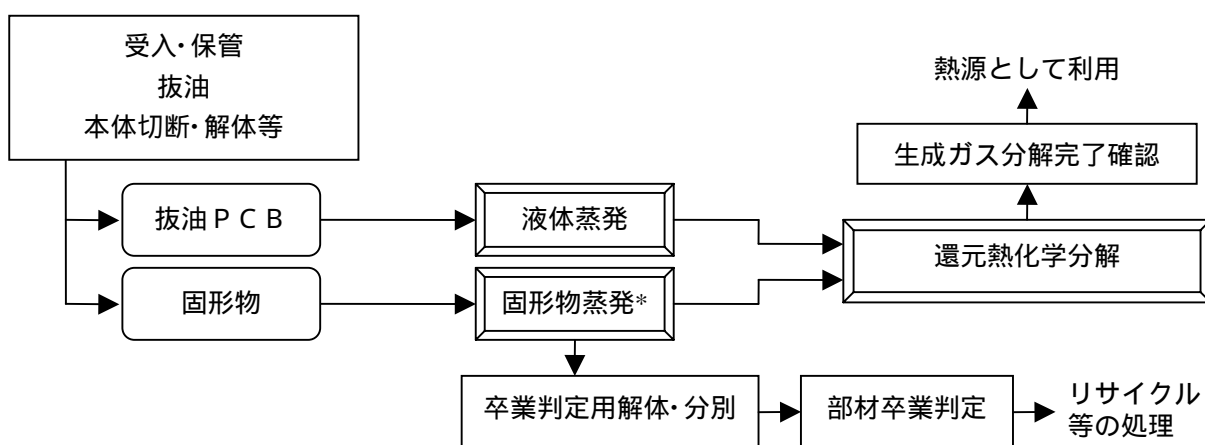 受入・保管
抜油
本体切断・解体等
熱源として利用
生成ガス分解完了確認
抜油ＰＣＢ
液体蒸発
還元熱化学分解
固形物
固形物蒸発*
卒業判定用解体・分別
部材卒業判定
リサイクル
等の処理